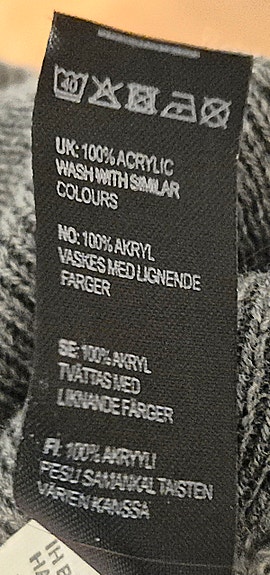 40
UK: 100% ACRYLIC
WASH WITH SIMILAR
COLOURS
NO: 100% AKRYL
VASKES MED LIGNENDE
FARGER
SE: 100% AKRYL
TVÄTTAS MED
LIKNANDE FÄRGER
FI: 100% AKRYYLI
PESU SAMANKALTAISTEN
VÄRIEN KANSSA